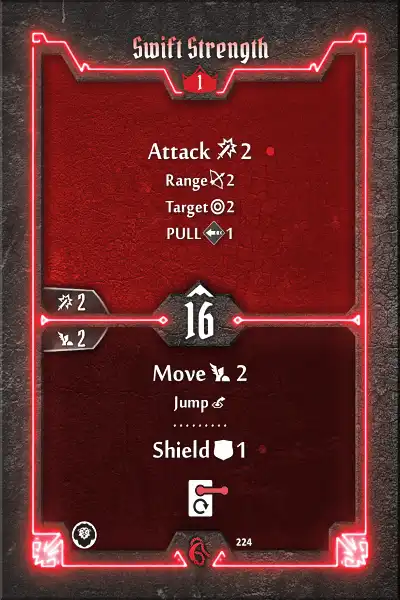 Swift Strength
1
Attack 2
Range 2
Target 2
PULL 1
2
16
2
Move 2
Jump
Shield 1
224